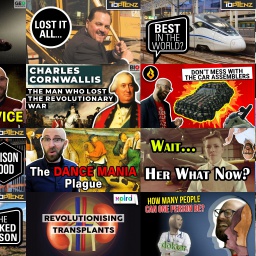 LOST IT
ALL...
TOPTENZ
BEST
IN THE
WORLD?
CHARLES
CORNWALLIS
THE MAN WHO LOST
THE REVOLUTIONARY
WAR
DON'T MESS WITH
THE CAR ASSEMBLERS
VICE
The DANCE MANIA
Plague
WAIT...
HER WHAT NOW?
REVOLUTIONISING
TRANSPLANTS
HOW MANY PEOPLE
CAN ONE PERSON BE?